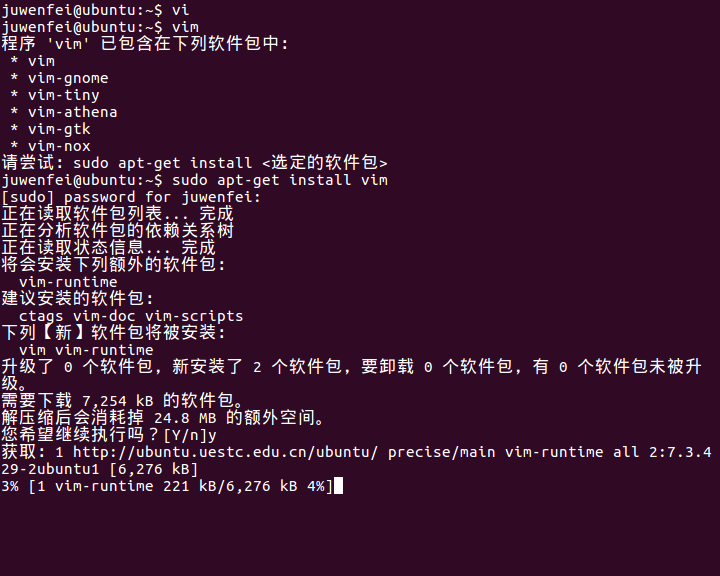 juwenfei@ubuntu:~$ vi
juwenfei@ubuntu:~$ vim
程序 'vim' 已包含在下列软件包中:
 * vim
 * vim-gnome
 * vim-tiny
 * vim-athena
 * vim-gtk
 * vim-nox
请尝试: sudo apt-get install <选定的软件包>
juwenfei@ubuntu:~$ sudo apt-get install vim
[sudo] password for juwenfei:
正在读取软件包列表... 完成
正在分析软件包的依赖关系树
正在读取状态信息... 完成
将会安装下列额外的软件包:
  vim-runtime
建议安装的软件包:
  ctags vim-doc vim-scripts
下列【新】软件包将被安装:
  vim vim-runtime
升级了 0 个软件包，新安装了 2 个软件包，要卸载 0 个软件包，有 0 个软件包未被升
级。
需要下载 7,254 kB 的软件包。
解压缩后会消耗掉 24.8 MB 的额外空间。
您希望继续执行吗？[Y/n]y
获取: 1 http://ubuntu.uestc.edu.cn/ubuntu/ precise/main vim-runtime all 2:7.3.4
29-2ubuntu1 [6,276 kB]
3% [1 vim-runtime 221 kB/6,276 kB 4%]